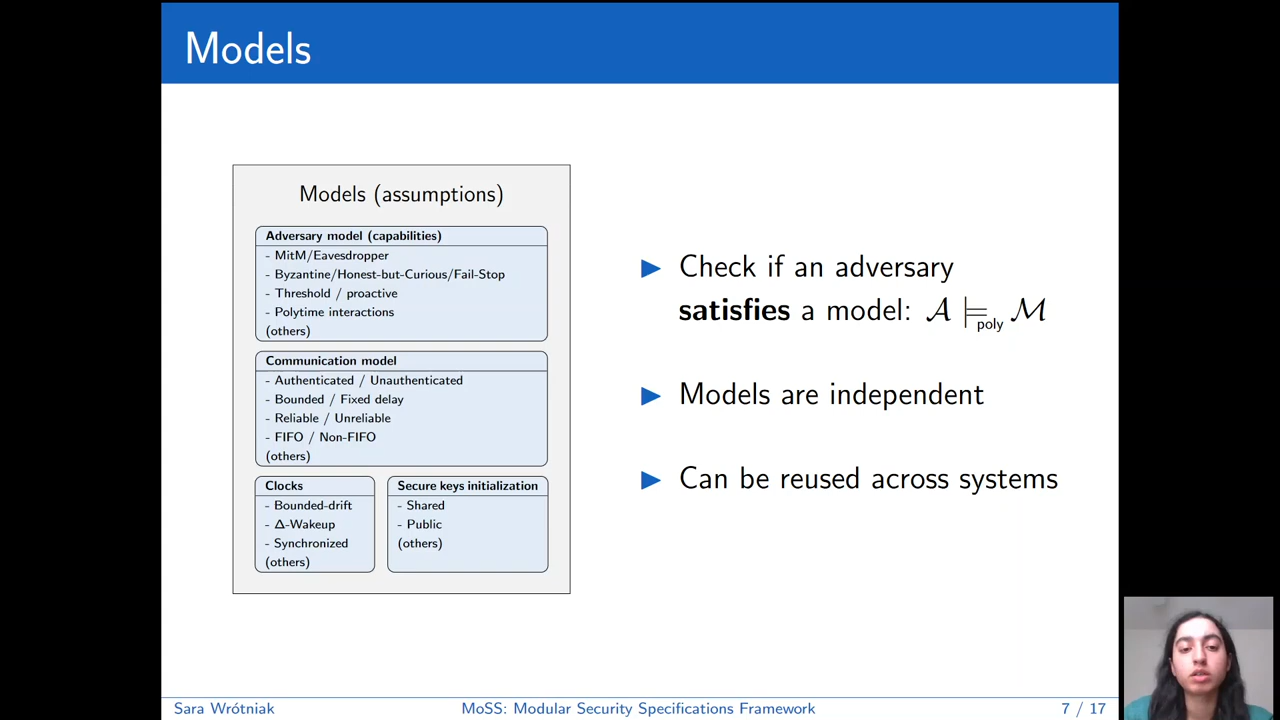 Models
Models (assumptions)
Adversary model (capabilities)
- MitM/Eavesdropper
- Byzantine/Honest-but-Curious/Fail-Stop
- Threshold / proactive
- Polytime interactions
(others)
Communication model
- Authenticated / Unauthenticated
- Bounded / Fixed delay
- Reliable / Unreliable
- FIFO / Non-FIFO
(others)
Clocks
- Bounded-drift
- Δ-Wakeup
- Synchronized
(others)
Secure keys initialization
- Shared
- Public
(others)
▶ Check if an adversary
satisfies a model: 𝒜 ⊨poly ℳ
▶ Models are independent
▶ Can be reused across systems
Sara Wrótniak
MoSS: Modular Security Specifications Framework
7 / 17